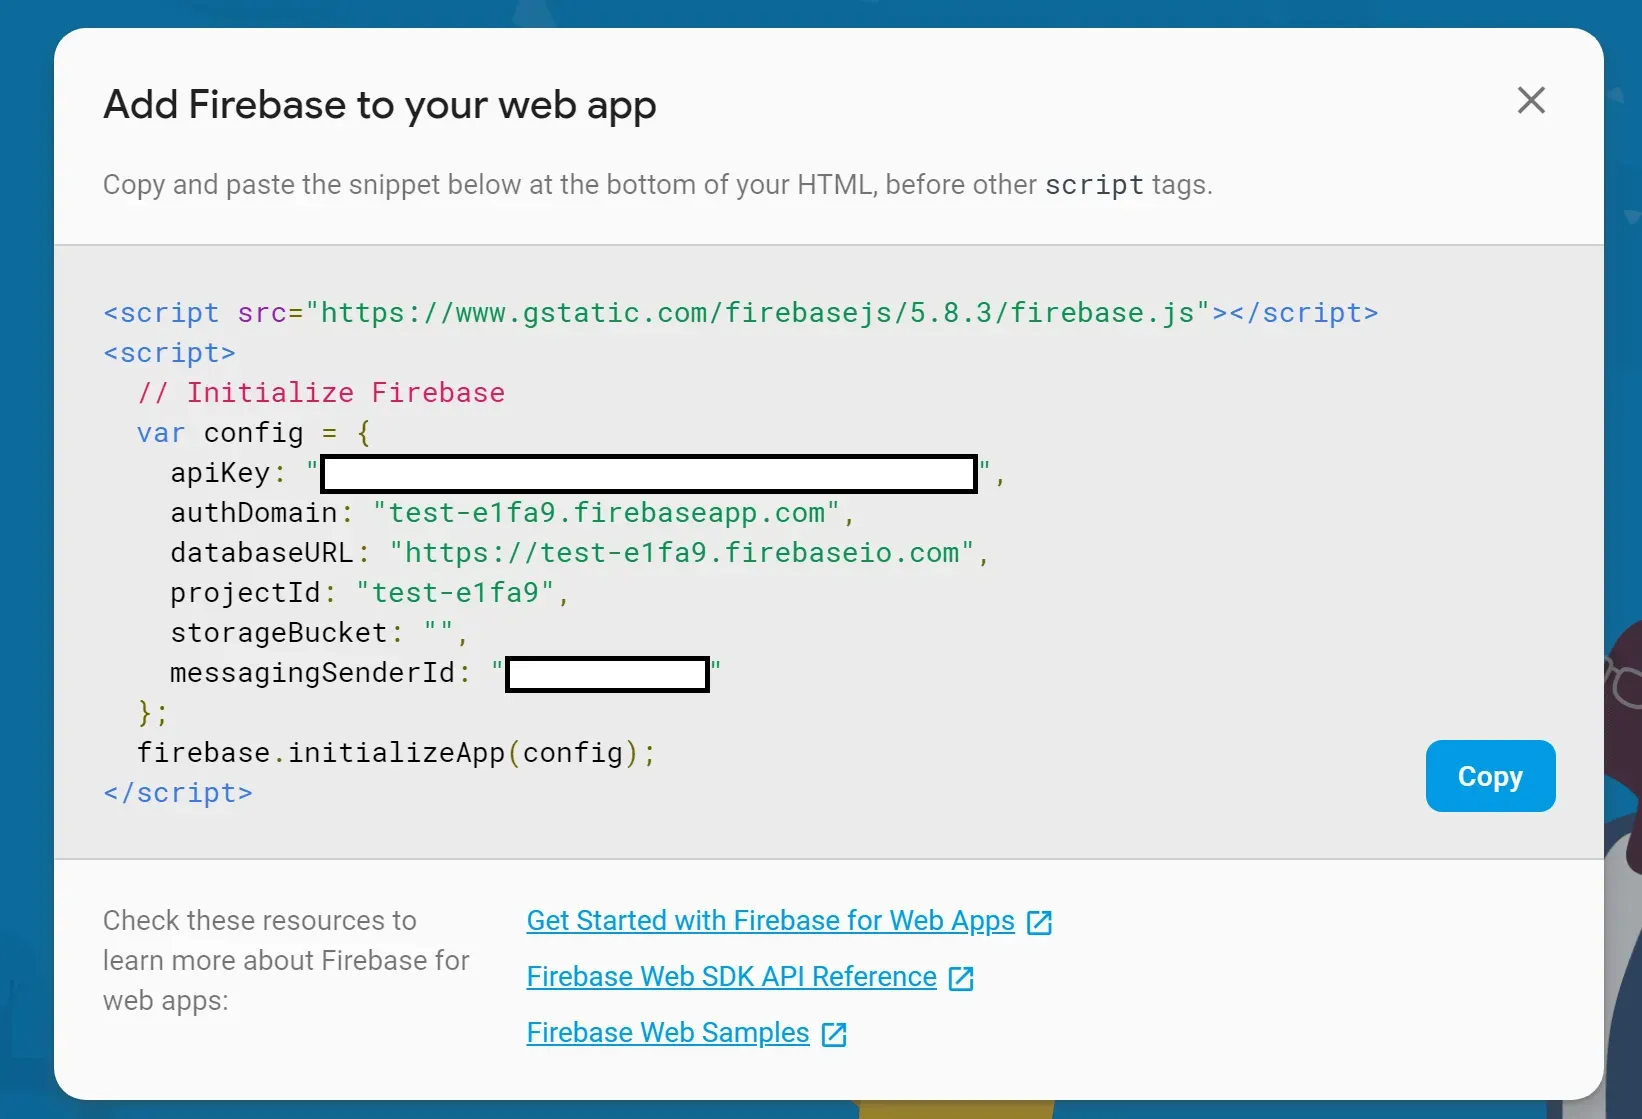 Add Firebase to your web app
Copy and paste the snippet below at the bottom of your HTML, before other script tags.
<script src="https://www.gstatic.com/firebasejs/5.8.3/firebase.js"></script>
<script>
  // Initialize Firebase
  var config = {
    apiKey: "",
    authDomain: "test-e1fa9.firebaseapp.com",
    databaseURL: "https://test-e1fa9.firebaseio.com",
    projectId: "test-e1fa9",
    storageBucket: "",
    messagingSenderId: ""
  };
  firebase.initializeApp(config);
</script>
Copy
Check these resources to
learn more about Firebase for
web apps:
Get Started with Firebase for Web Apps
Firebase Web SDK API Reference
Firebase Web Samples